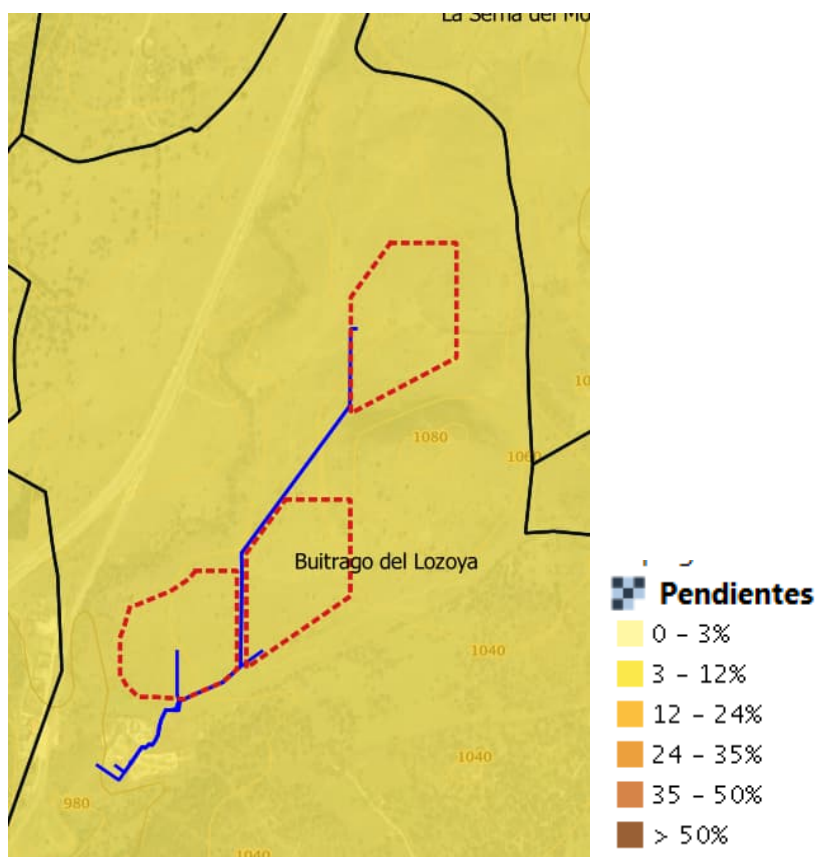 La Serna del Mo
1080
1060
Buitrago del Lozoya
1040
1040
980
1040
Pendientes
0 - 3%
3 - 12%
12 - 24%
24 - 35%
35 - 50%
> 50%